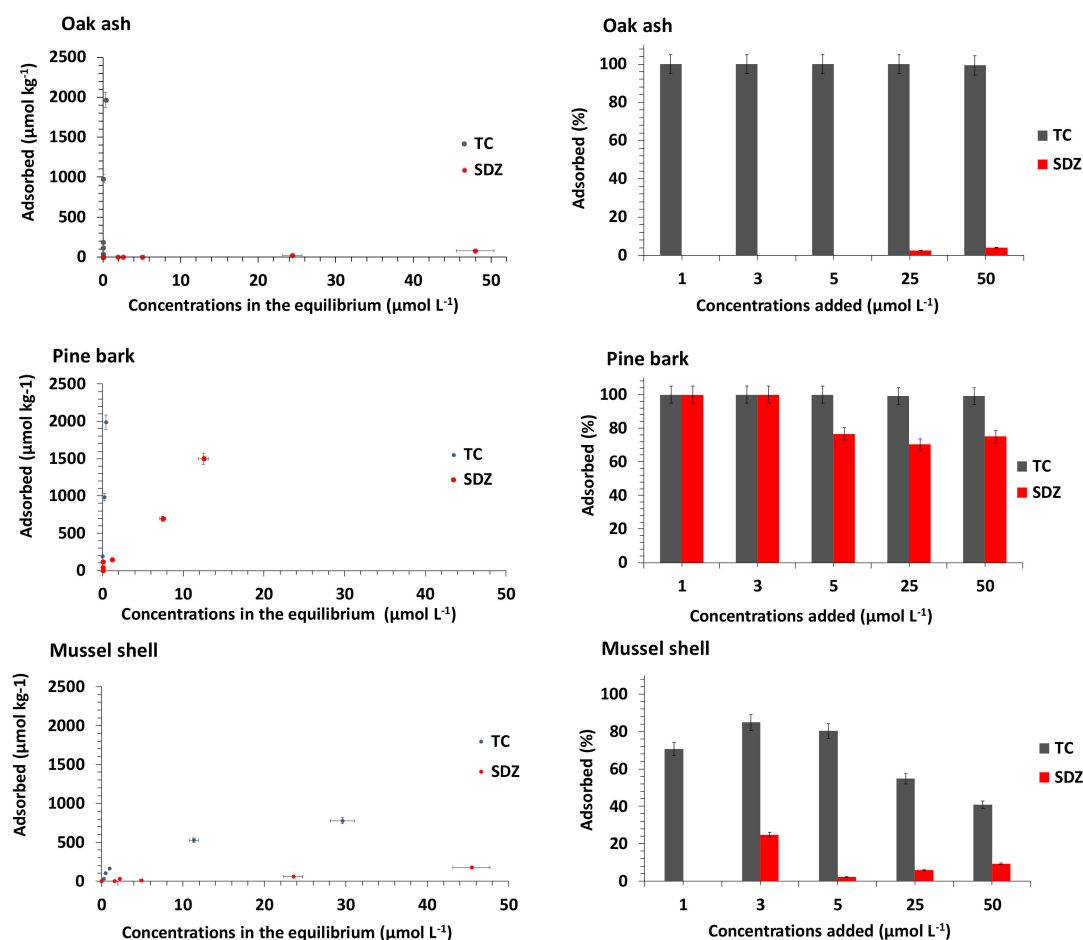 Oak ash
2500
2000
1500
1000
500
0
0 10 20 30 40 50
Adsorbed (µmol kg⁻¹)
Concentrations in the equilibrium (µmol L⁻¹)
TC
SDZ
Oak ash
100
80
60
40
20
0
1 3 5 25 50
Adsorbed (%)
Concentrations added (µmol L⁻¹)
TC
SDZ
Pine bark
2500
2000
1500
1000
500
0
0 10 20 30 40 50
Adsorbed (µmol kg-1)
Concentrations in the equilibrium (µmol L⁻¹)
TC
SDZ
Pine bark
100
80
60
40
20
0
1 3 5 25 50
Adsorbed (%)
Concentrations added (µmol L⁻¹)
TC
SDZ
Mussel shell
2500
2000
1500
1000
500
0
0 10 20 30 40 50
Adsorbed (µmol kg-1)
Concentrations in the equilibrium (µmol L⁻¹)
TC
SDZ
Mussel shell
100
80
60
40
20
0
1 3 5 25 50
Adsorbed (%)
Concentrations added (µmol L⁻¹)
TC
SDZ